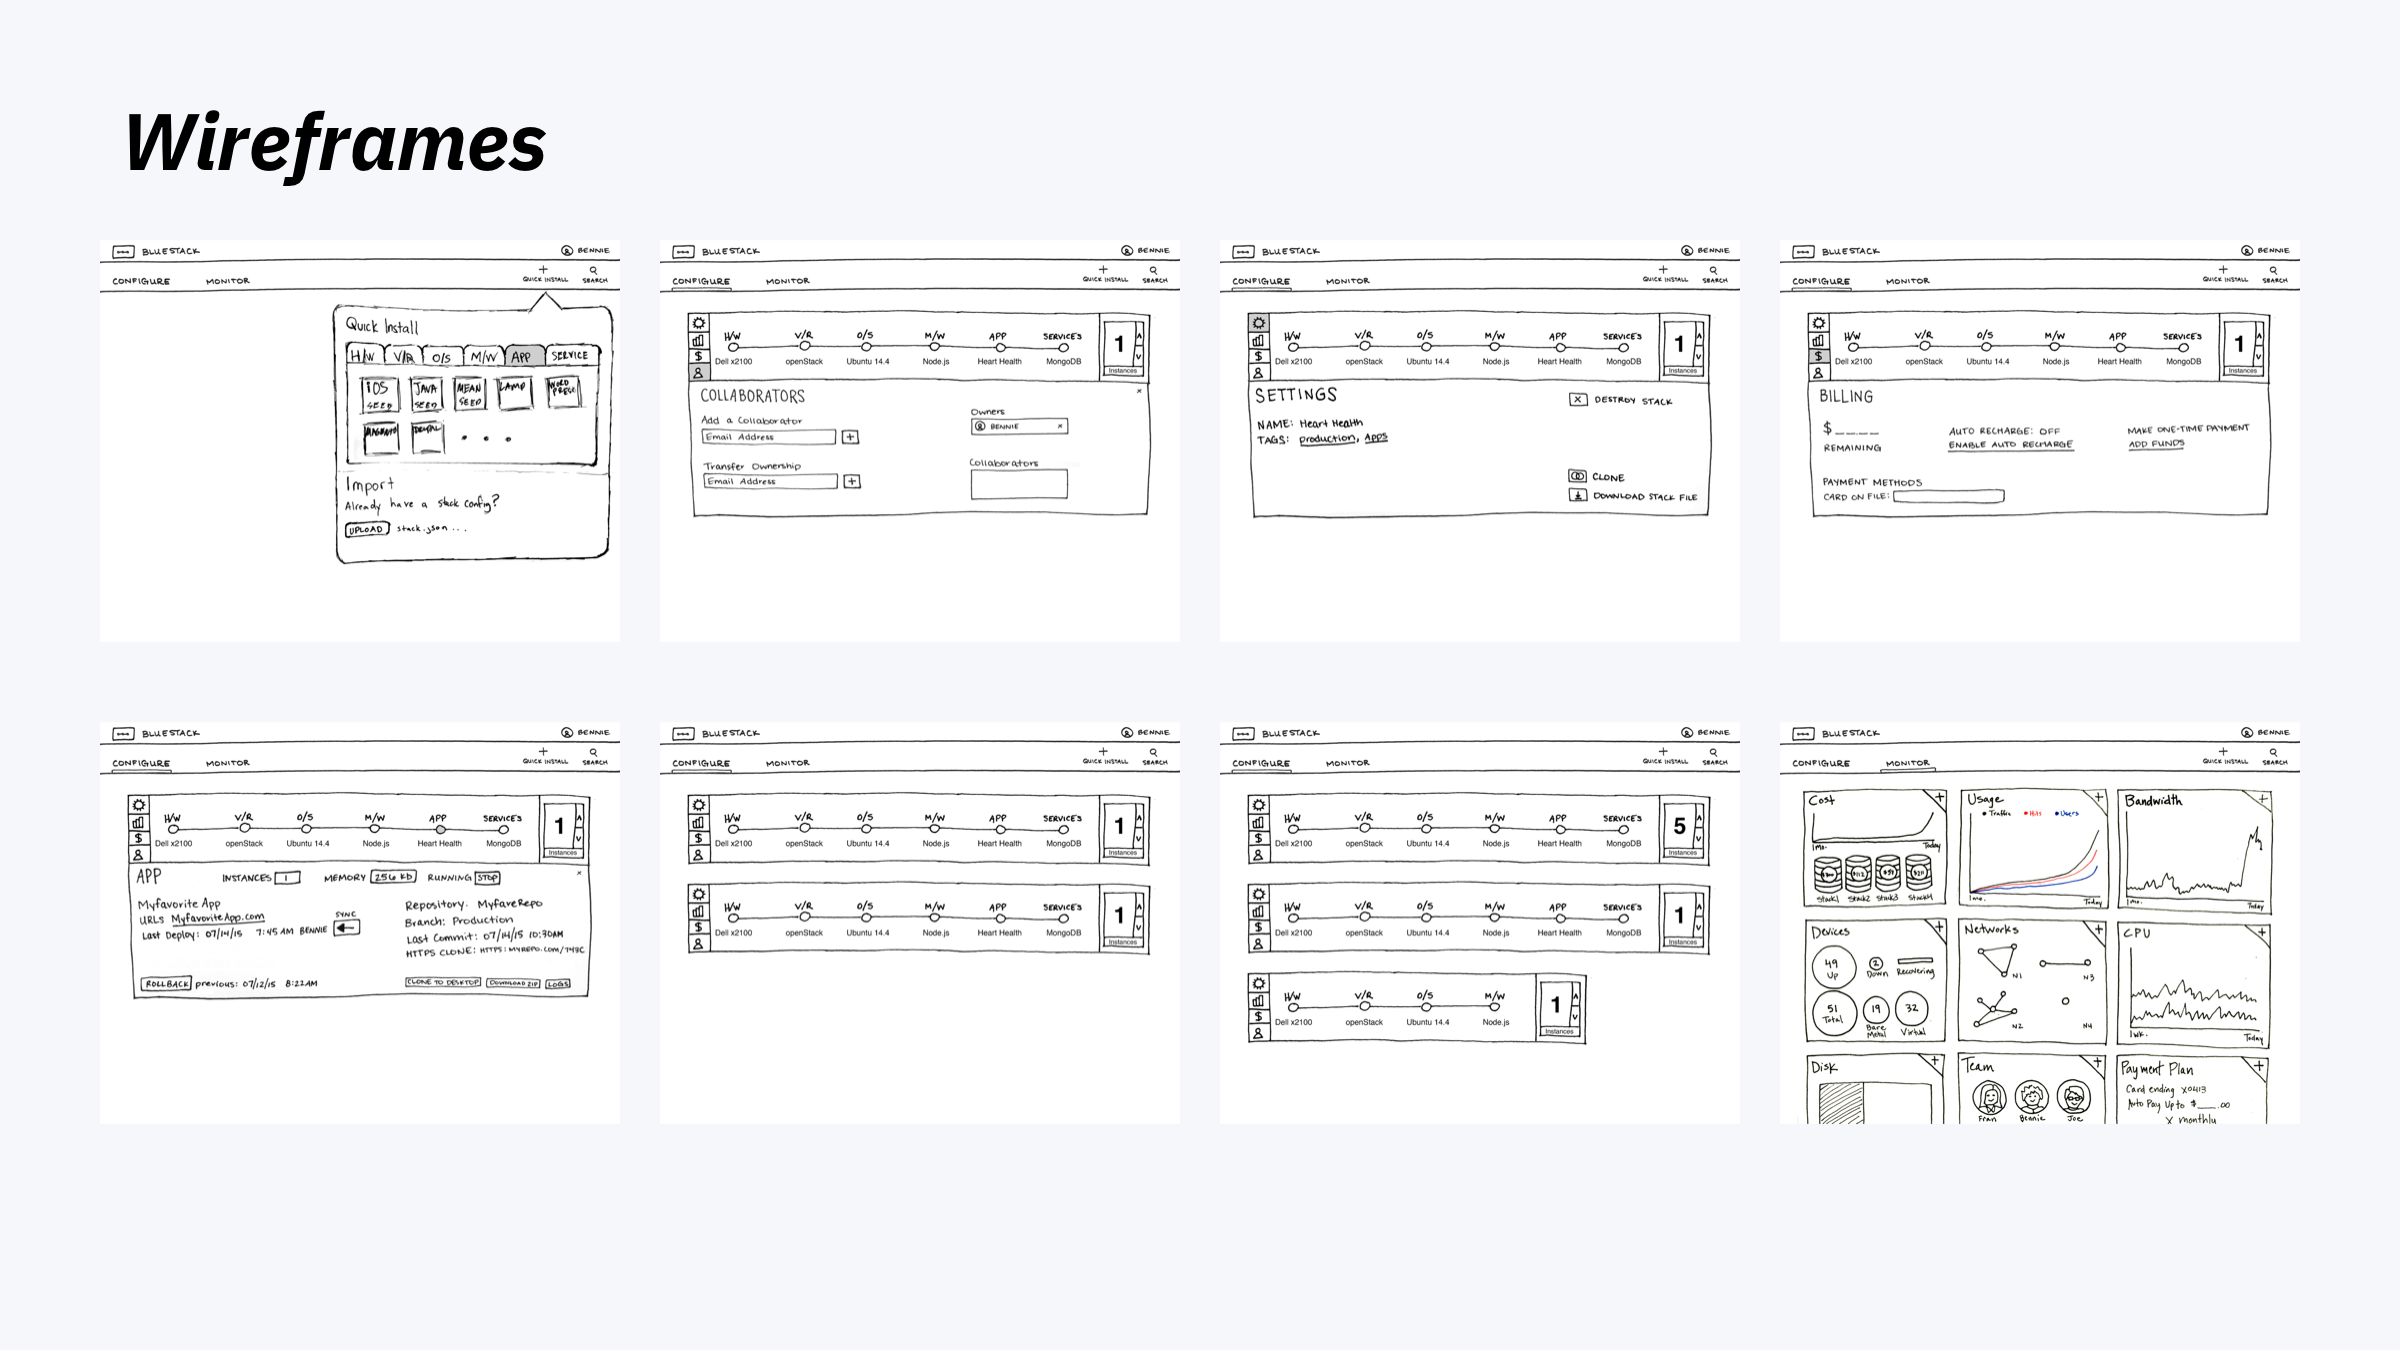 Wireframes
BLUESTACK BENNIE
CONFIGURE MONITOR QUICK INSTALL SEARCH
Quick Install
H/W V/R O/S M/W APP SERVICE
iOS SEED JAVA SEED MEAN SEED LAMP WORD PRESS
MAGENTO DRUPAL
Import
Already have a stack config?
UPLOAD stack.json...
BLUESTACK BENNIE
CONFIGURE MONITOR QUICK INSTALL SEARCH
H/W V/R O/S M/W APP SERVICES 1
$ Dell x2100 openStack Ubuntu 14.4 Node.js Heart Health MongoDB Instances
COLLABORATORS ×
Add a Collaborator Owners
Email Address + BENNIE ×
Transfer Ownership Collaborators
Email Address +
BLUESTACK BENNIE
CONFIGURE MONITOR QUICK INSTALL SEARCH
H/W V/R O/S M/W APP SERVICES 1
$ Dell x2100 openStack Ubuntu 14.4 Node.js Heart Health MongoDB Instances
SETTINGS X DESTROY STACK
NAME: Heart Health
TAGS: production, Apps
CLONE
DOWNLOAD STACK FILE
BLUESTACK BENNIE
CONFIGURE MONITOR QUICK INSTALL SEARCH
H/W V/R O/S M/W APP SERVICES 1
$ Dell x2100 openStack Ubuntu 14.4 Node.js Heart Health MongoDB Instances
BILLING
$ __.__ AUTO RECHARGE: OFF MAKE ONE-TIME PAYMENT
REMAINING ENABLE AUTO RECHARGE ADD FUNDS
PAYMENT METHODS
CARD ON FILE:
BLUESTACK BENNIE
CONFIGURE MONITOR QUICK INSTALL SEARCH
H/W V/R O/S M/W APP SERVICES 1
$ Dell x2100 openStack Ubuntu 14.4 Node.js Heart Health MongoDB Instances
APP INSTANCES 1 MEMORY 256 KB RUNNING STOP ×
Myfavorite App Repository: MyfaveRepo
URLs MyfavoriteApp.com SYNC Branch: Production
Last Deploy: 07/14/15 7:45 AM BENNIE Last Commit: 07/14/15 10:30AM
HTTPS CLONE: HTTPS:MYREPO.COM/
ROLLBACK previous: 07/12/15 8:22AM CLONE TO DESKTOP DOWNLOAD ZIP LOGS
BLUESTACK BENNIE
CONFIGURE MONITOR QUICK INSTALL SEARCH
H/W V/R O/S M/W APP SERVICES 1
$ Dell x2100 openStack Ubuntu 14.4 Node.js Heart Health MongoDB Instances
H/W V/R O/S M/W APP SERVICES 1
$ Dell x2100 openStack Ubuntu 14.4 Node.js Heart Health MongoDB Instances
BLUESTACK BENNIE
CONFIGURE MONITOR QUICK INSTALL SEARCH
H/W V/R O/S M/W APP SERVICES 5
$ Dell x2100 openStack Ubuntu 14.4 Node.js Heart Health MongoDB Instances
H/W V/R O/S M/W APP SERVICES 1
$ Dell x2100 openStack Ubuntu 14.4 Node.js Heart Health MongoDB Instances
H/W V/R O/S M/W 1
$ Dell x2100 openStack Ubuntu 14.4 Node.js Instances
BLUESTACK BENNIE
CONFIGURE MONITOR QUICK INSTALL SEARCH
Cost + Usage + Bandwidth +
Traffic Hits Users
1mo. Today
Stack1 Stack2 Stack3 Stack4
1mo. Today 1mo. Today
Devices + Networks + CPU +
49 Up 2 Down Recovering N1 N3
51 Total 19 Bare Metal 32 Virtual N2 N4
1wk. Today
Disk + Team + Payment Plan +
Card ending x0413
Auto Pay Up to $___.00
X monthly
Fran Bennie Joe